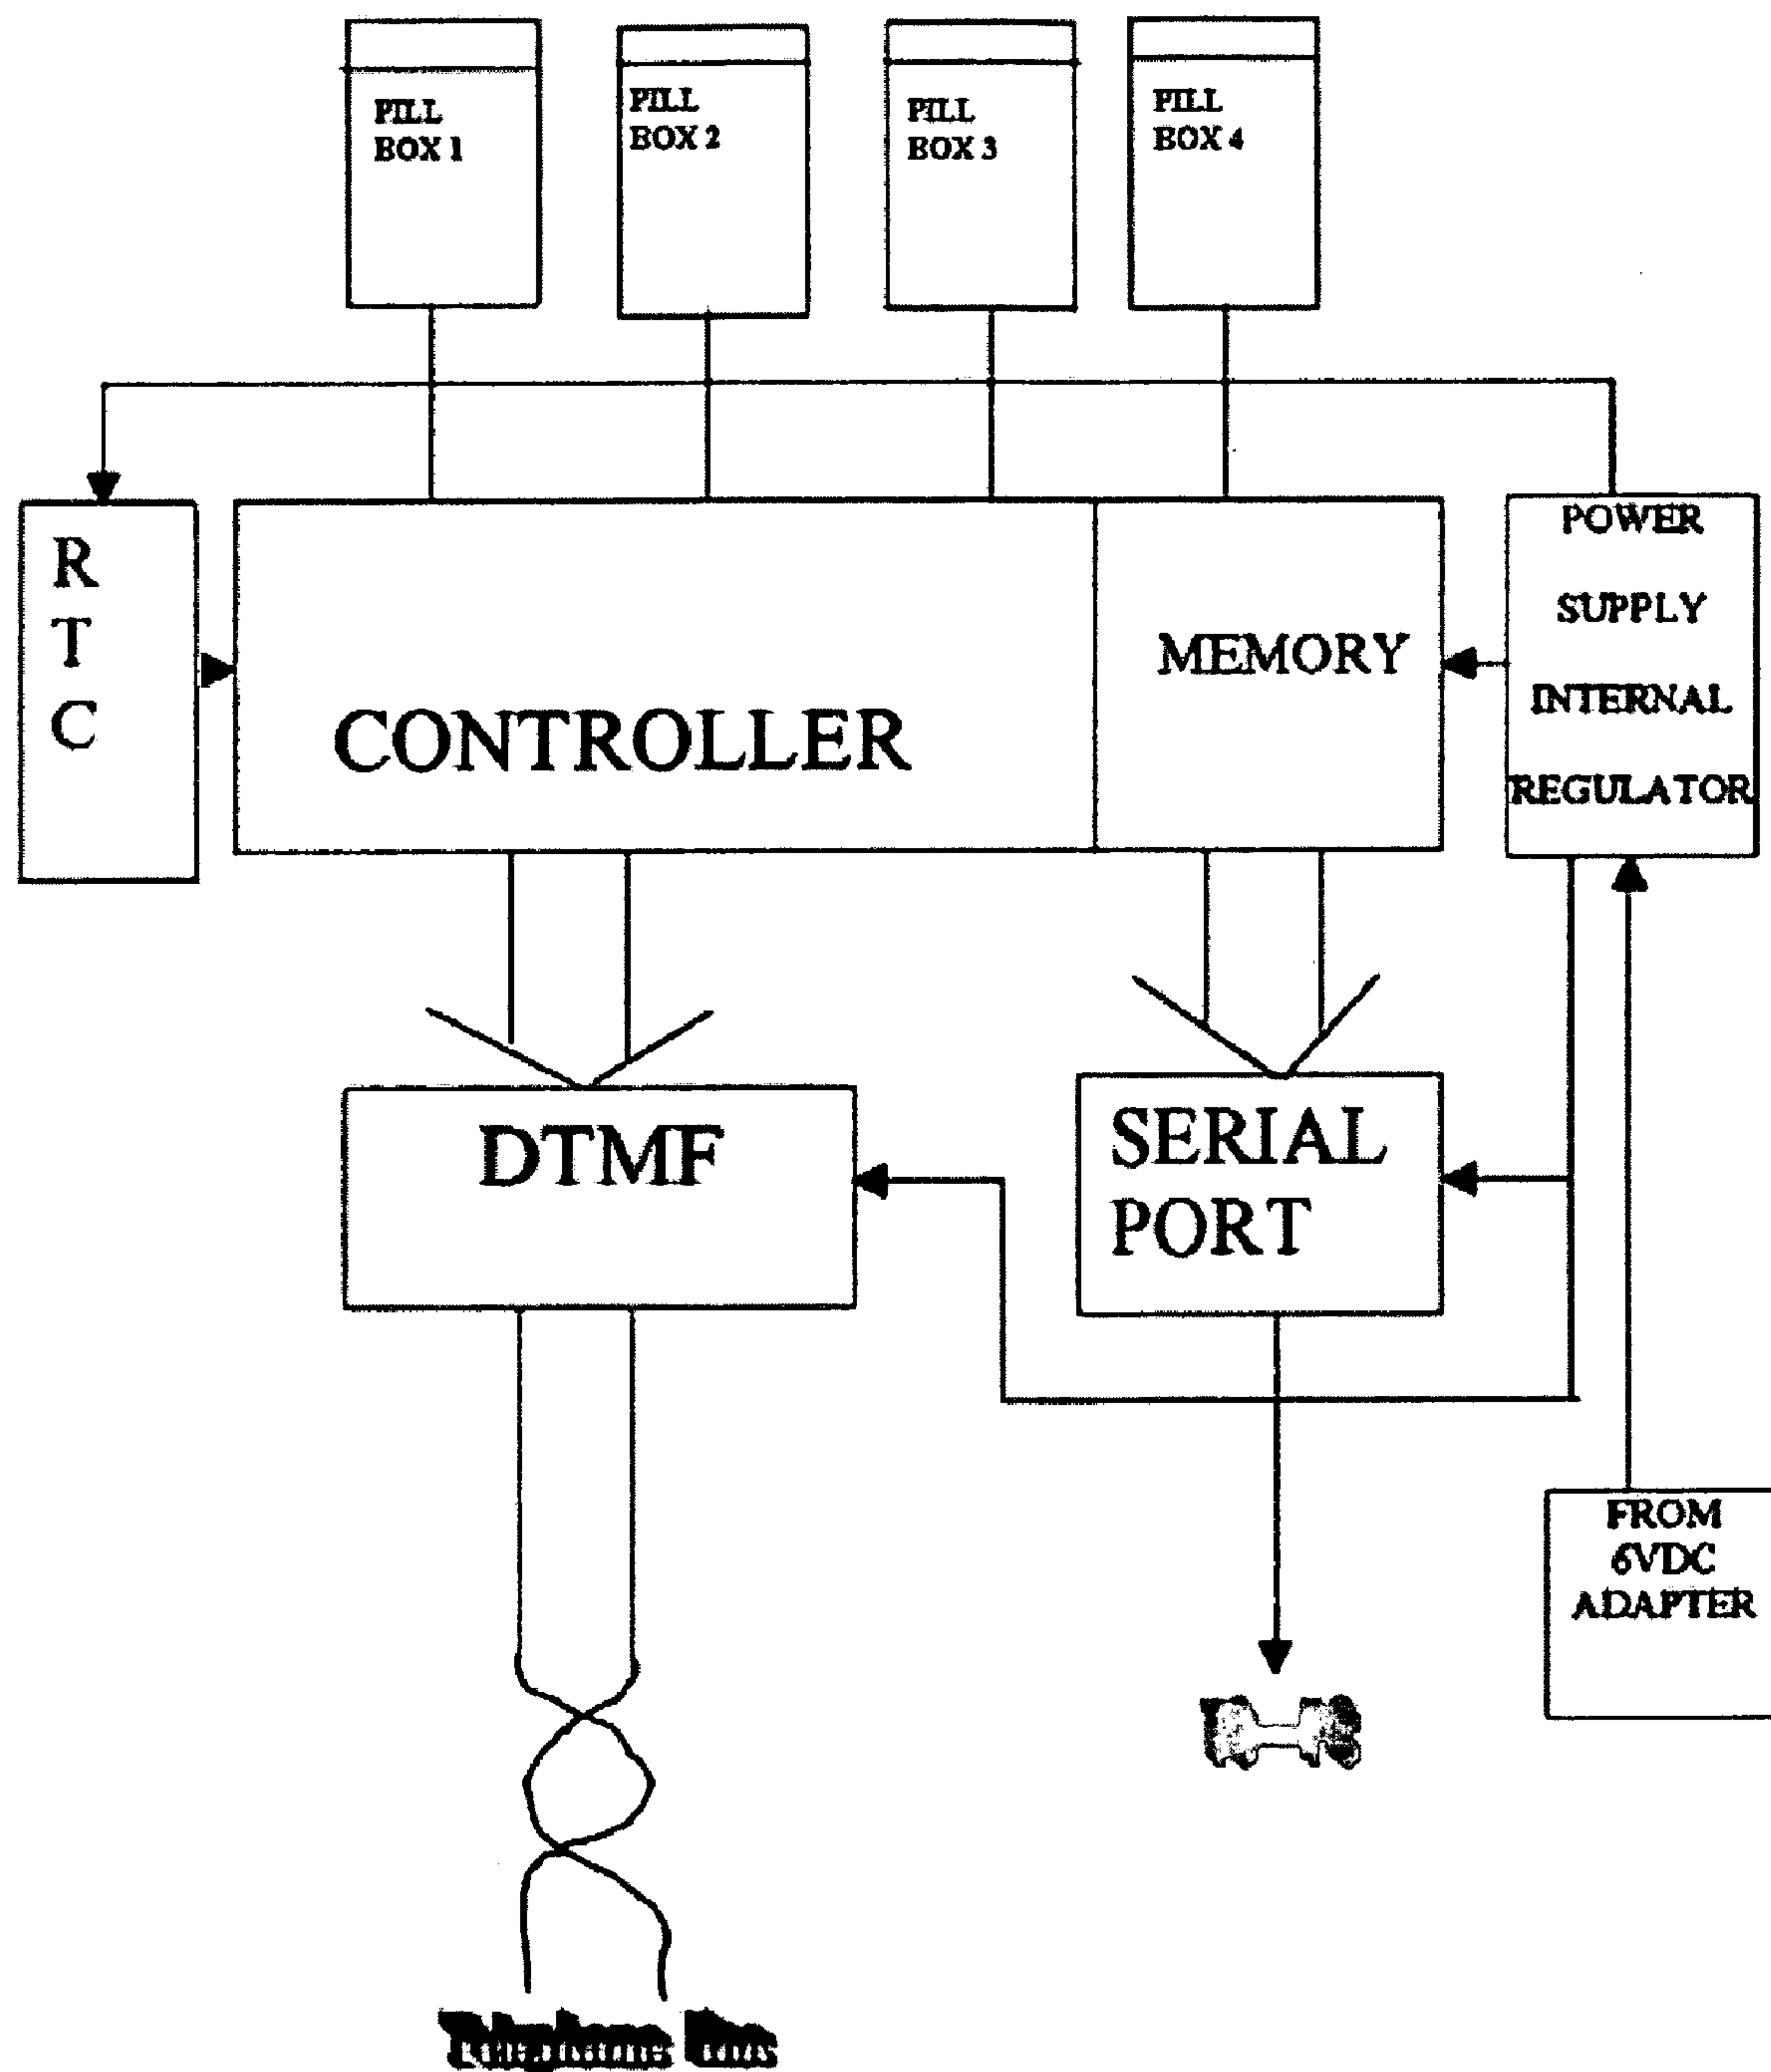 PILL
BOX 1
PILL
BOX 2
PILL
BOX 3
PILL
BOX 4
R
T
C
CONTROLLER
MEMORY
POWER
SUPPLY
INTERNAL
REGULATOR
DTMF
SERIAL
PORT
FROM
6VDC
ADAPTER
Telephone